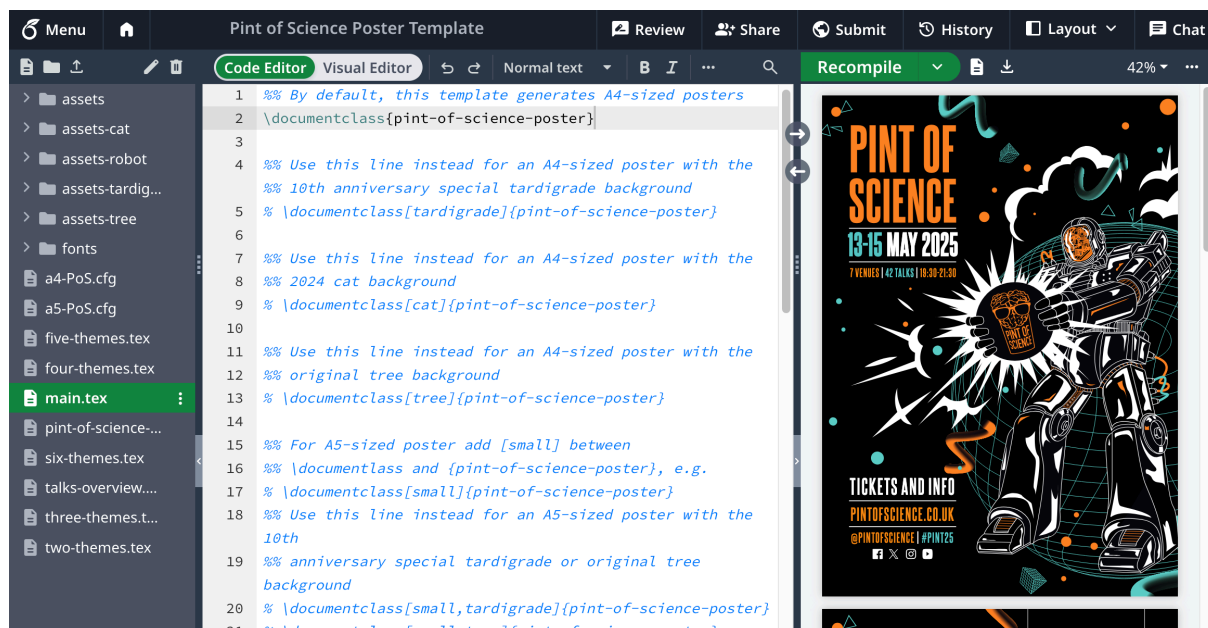 Menu
Pint of Science Poster Template
Review
Share
Submit
History
Layout
Chat
Code Editor
Visual Editor
Normal text
B
I
Recompile
42%
assets
assets-cat
assets-robot
assets-tardig...
assets-tree
fonts
a4-PoS.cfg
a5-PoS.cfg
five-themes.tex
four-themes.tex
main.tex
pint-of-science-...
six-themes.tex
talks-overview....
three-themes.t...
two-themes.tex
1 %% By default, this template generates A4-sized posters
2 \documentclass{pint-of-science-poster}
3
4 %% Use this line instead for an A4-sized poster with the
%% 10th anniversary special tardigrade background
5 % \documentclass[tardigrade]{pint-of-science-poster}
6
7 %% Use this line instead for an A4-sized poster with the
8 %% 2024 cat background
9 % \documentclass[cat]{pint-of-science-poster}
10
11 %% Use this line instead for an A4-sized poster with the
12 %% original tree background
13 % \documentclass[tree]{pint-of-science-poster}
14
15 %% For A5-sized poster add [small] between
16 %% \documentlass and {pint-of-science-poster}, e.g.
17 % \documentclass[small]{pint-of-science-poster}
18 %% Use this line instead for an A5-sized poster with the
10th
19 %% anniversary special tardigrade or original tree
background
20 % \documentclass[small,tardigrade]{pint-of-science-poster}
PINT OF
SCIENCE
13-15 MAY 2025
7 VENUES | 42 TALKS | 19:30-21:30
PINT OF
SCIENCE
TICKETS AND INFO
PINTOFSCIENCE.CO.UK
@PINTOFSCIENCE | #PINT25